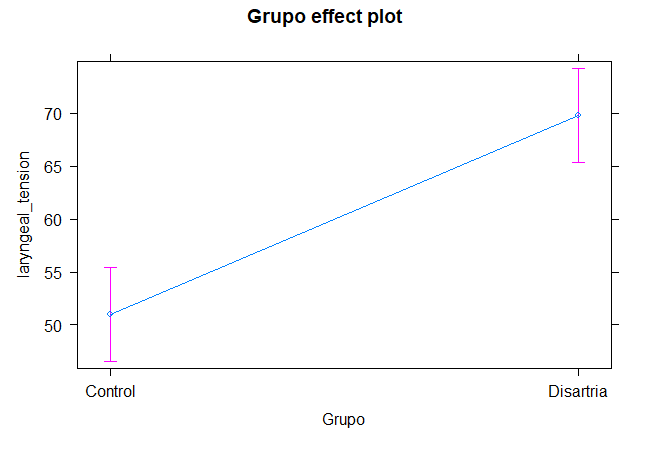 Grupo effect plot
laryngeal_tension
70
65
60
55
50
Control
Disartria
Grupo